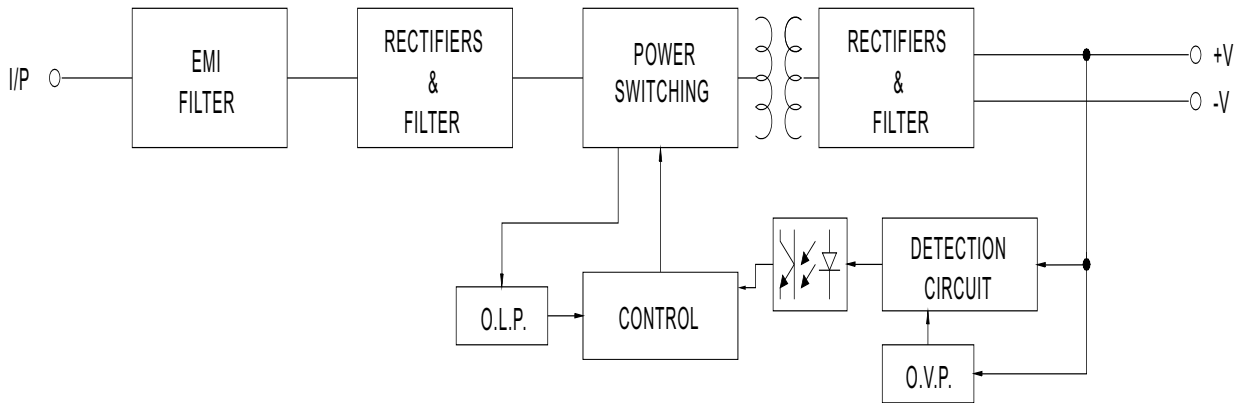 I/P
EMI
FILTER
RECTIFIERS
&
FILTER
POWER
SWITCHING
RECTIFIERS
&
FILTER
+V
-V
O.L.P.
CONTROL
DETECTION
CIRCUIT
O.V.P.